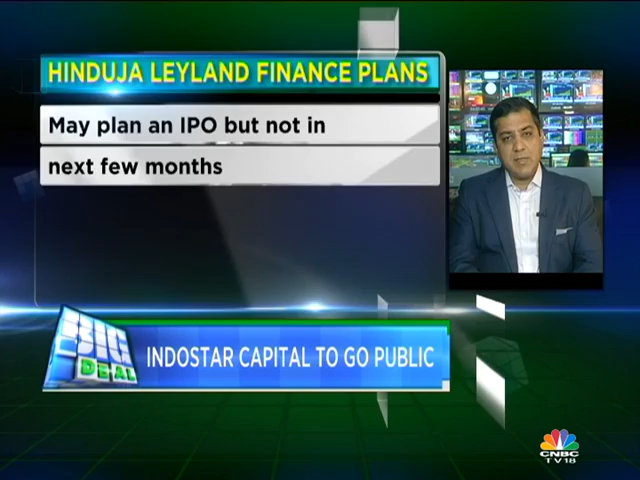 HINDUJA LEYLAND FINANCE PLANS
May plan an IPO but not in
next few months
BIG
DEAL
INDOSTAR CAPITAL TO GO PUBLIC
CNBC
TV18